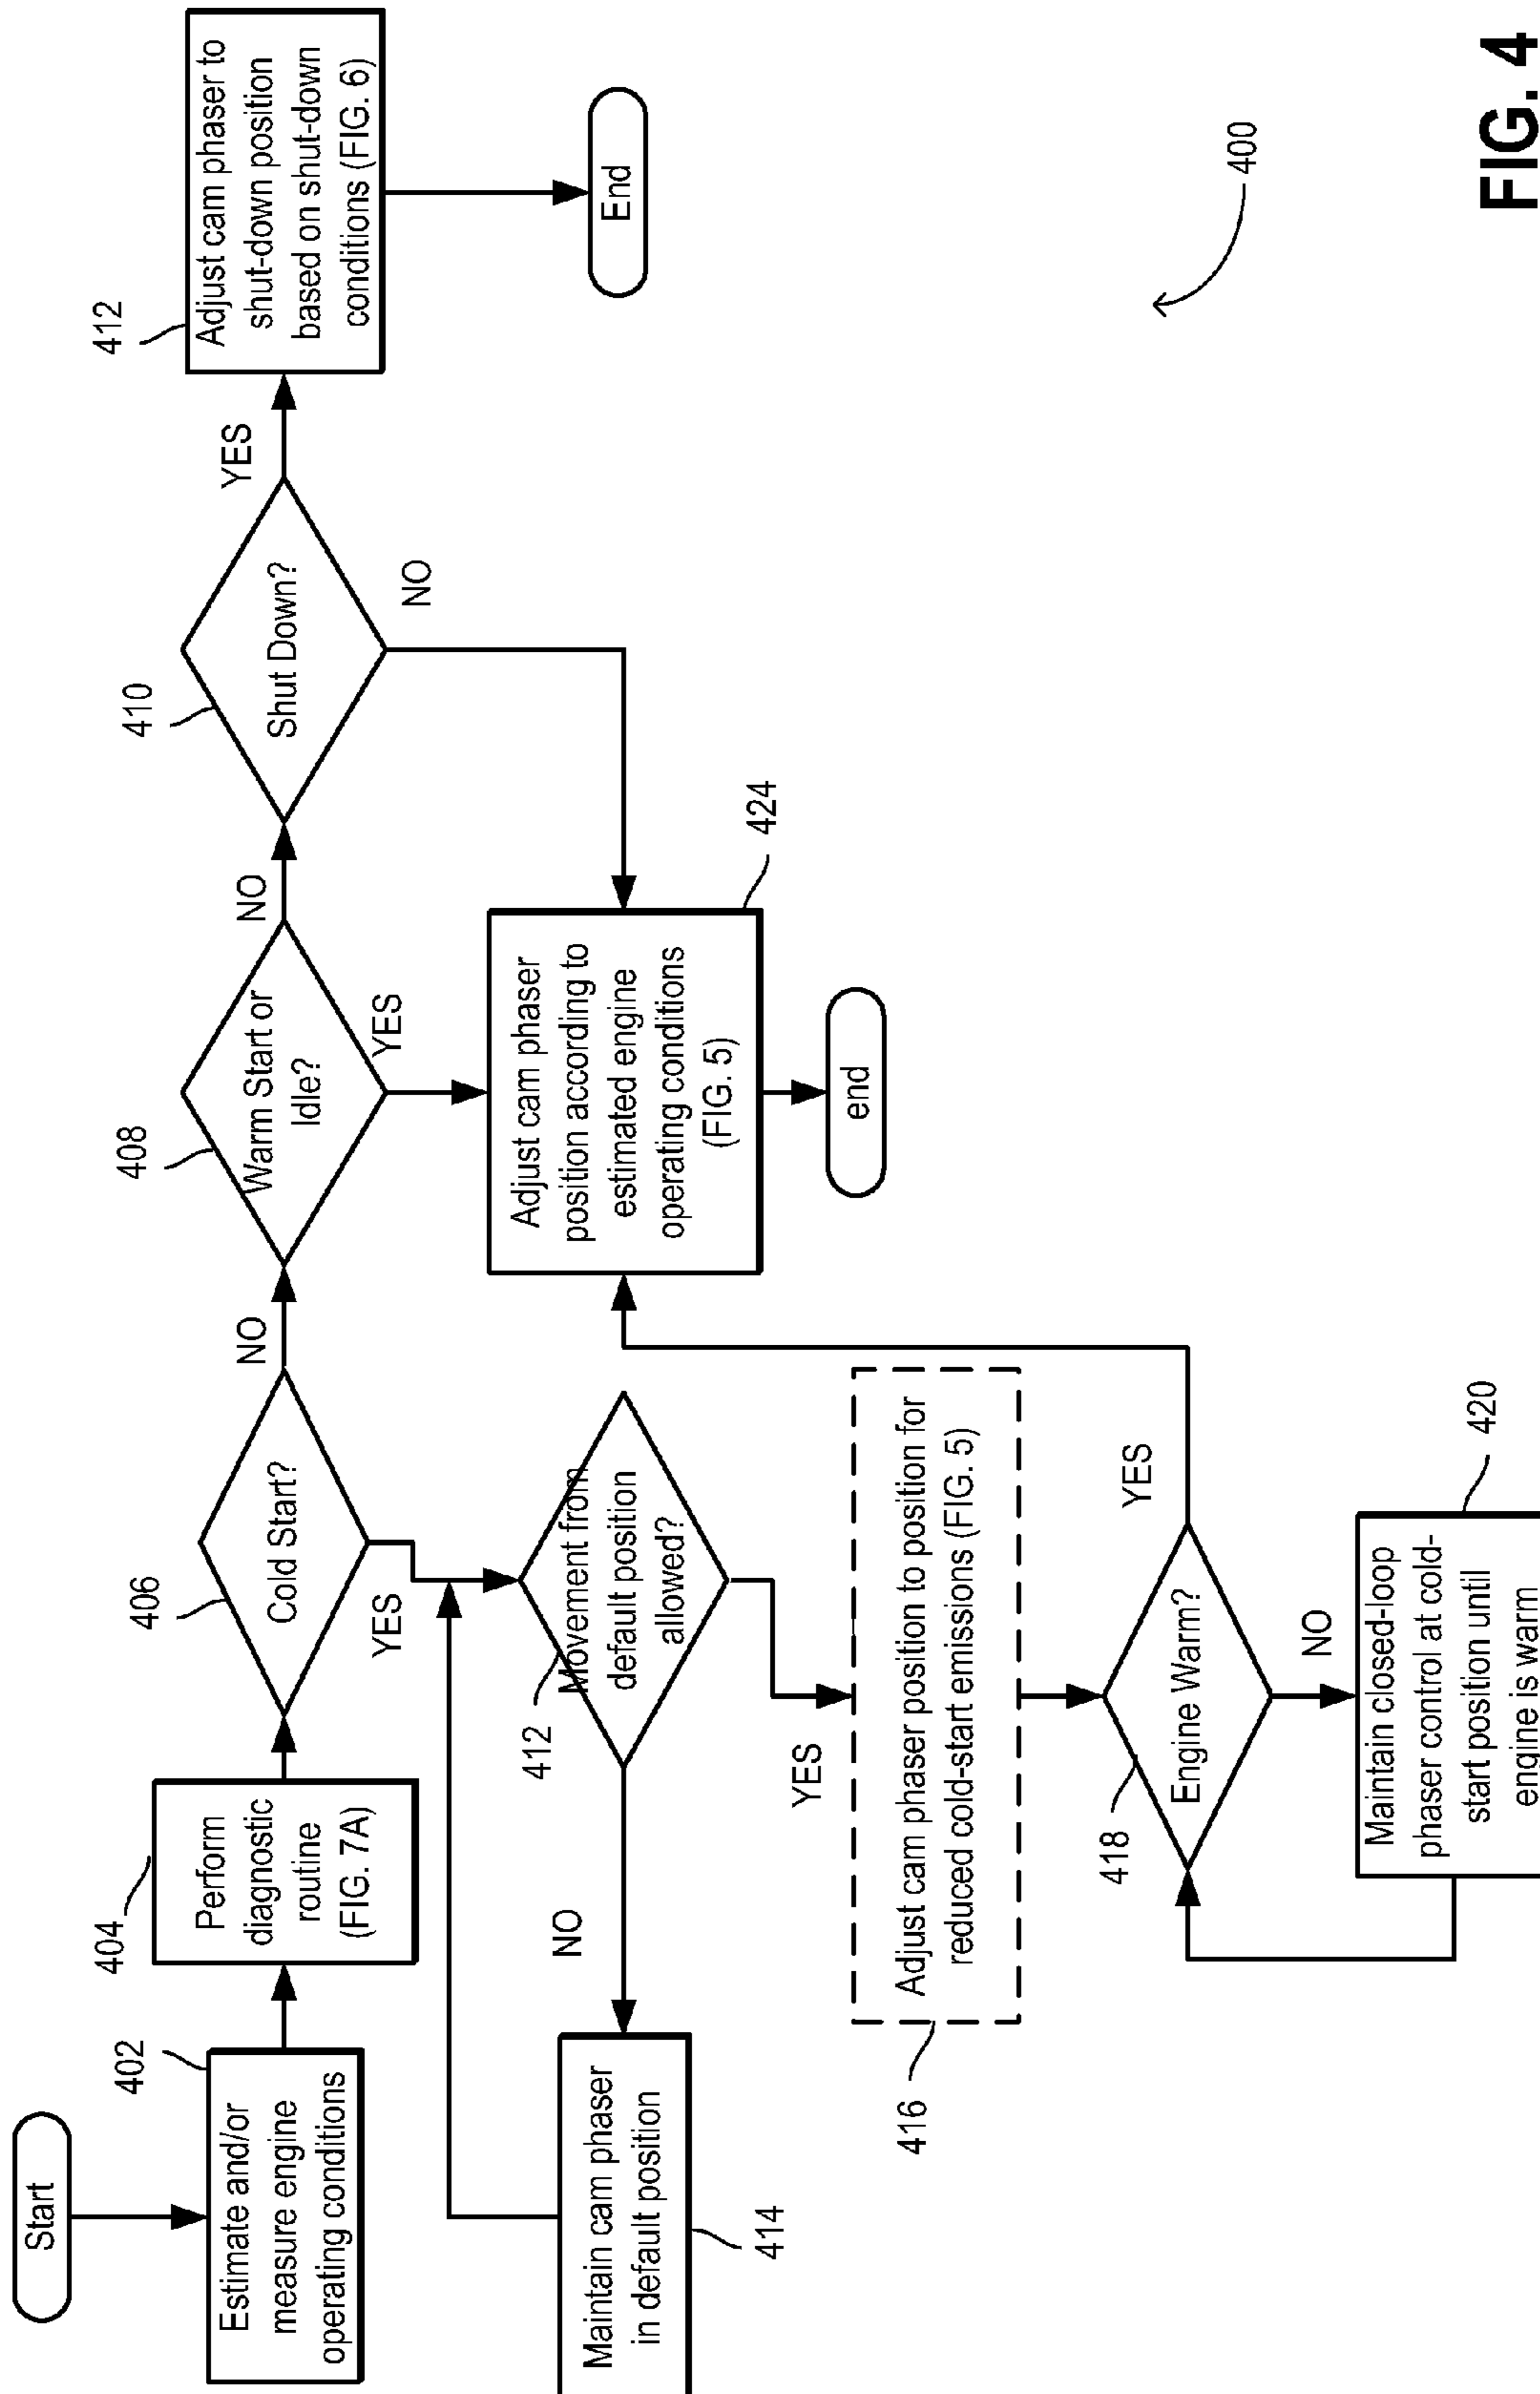 Start
402
Estimate and/or
measure engine
operating conditions
404
Perform
diagnostic
routine
(FIG. 7A)
406
Cold Start?
NO
YES
408
Warm Start or
Idle?
NO
YES
410
Shut Down?
YES
NO
412
Adjust cam phaser to
shut-down position
based on shut-down
conditions (FIG. 6)
End
412
Movement from
default position
allowed?
NO
YES
Maintain cam phaser
in default position
414
424
Adjust cam phaser
position according to
estimated engine
operating conditions
(FIG. 5)
end
416
Adjust cam phaser position to position for
reduced cold-start emissions (FIG. 5)
418
Engine Warm?
YES
NO
420
Maintain closed-loop
phaser control at cold-
start position until
engine is warm
400
FIG. 4